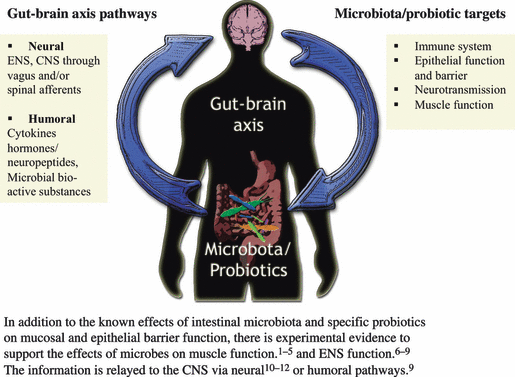 Gut-brain axis pathways
Microbiota/probiotic targets
▪ Neural
ENS, CNS through
vagus and/or
spinal afferents
▪ Humoral
Cytokines
hormones/
neuropeptides,
Microbial bio-
active substances
▪ Immune system
▪ Epithelial function
and barrier
▪ Neurotransmission
▪ Muscle function
Gut-brain
axis
Microbota/
Probiotics
In addition to the known effects of intestinal microbiota and specific probiotics
on mucosal and epithelial barrier function, there is experimental evidence to
support the effects of microbes on muscle function.1–5 and ENS function.6–9
The information is relayed to the CNS via neural10–12 or humoral pathways.9